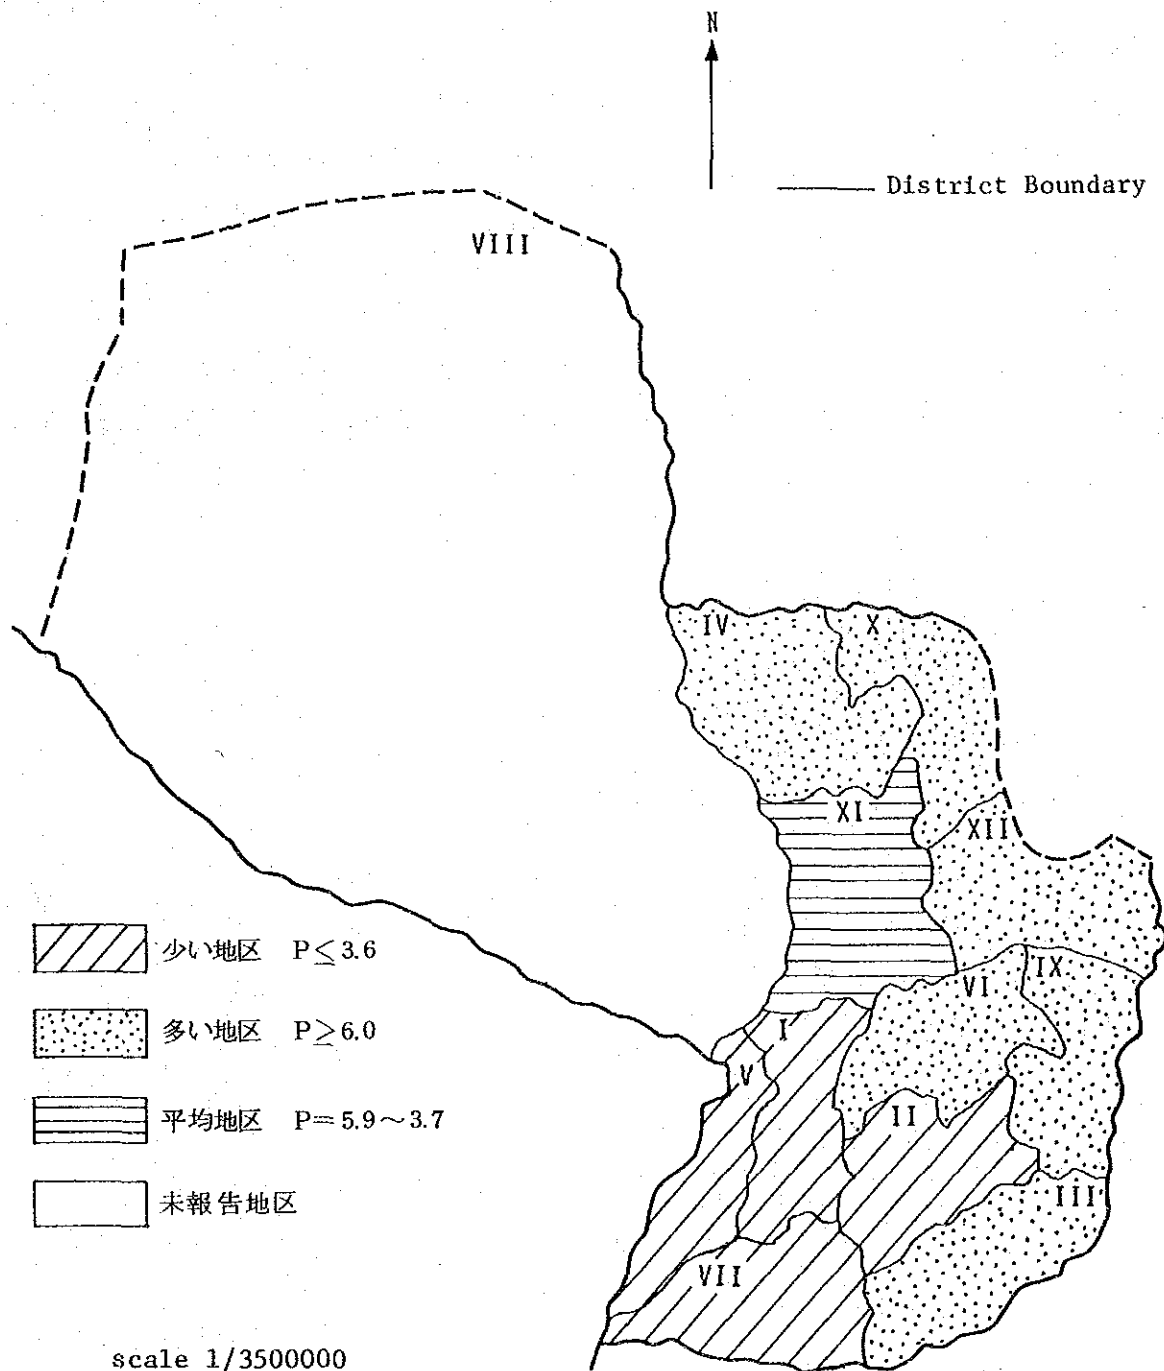 N
District Boundary
VIII
IV
X
XI
XII
VI
IX
I
V
II
III
VII
少い地区 P≤3.6
多い地区 P≥6.0
平均地区 P=5.9~3.7
未報告地区
scale 1/3500000